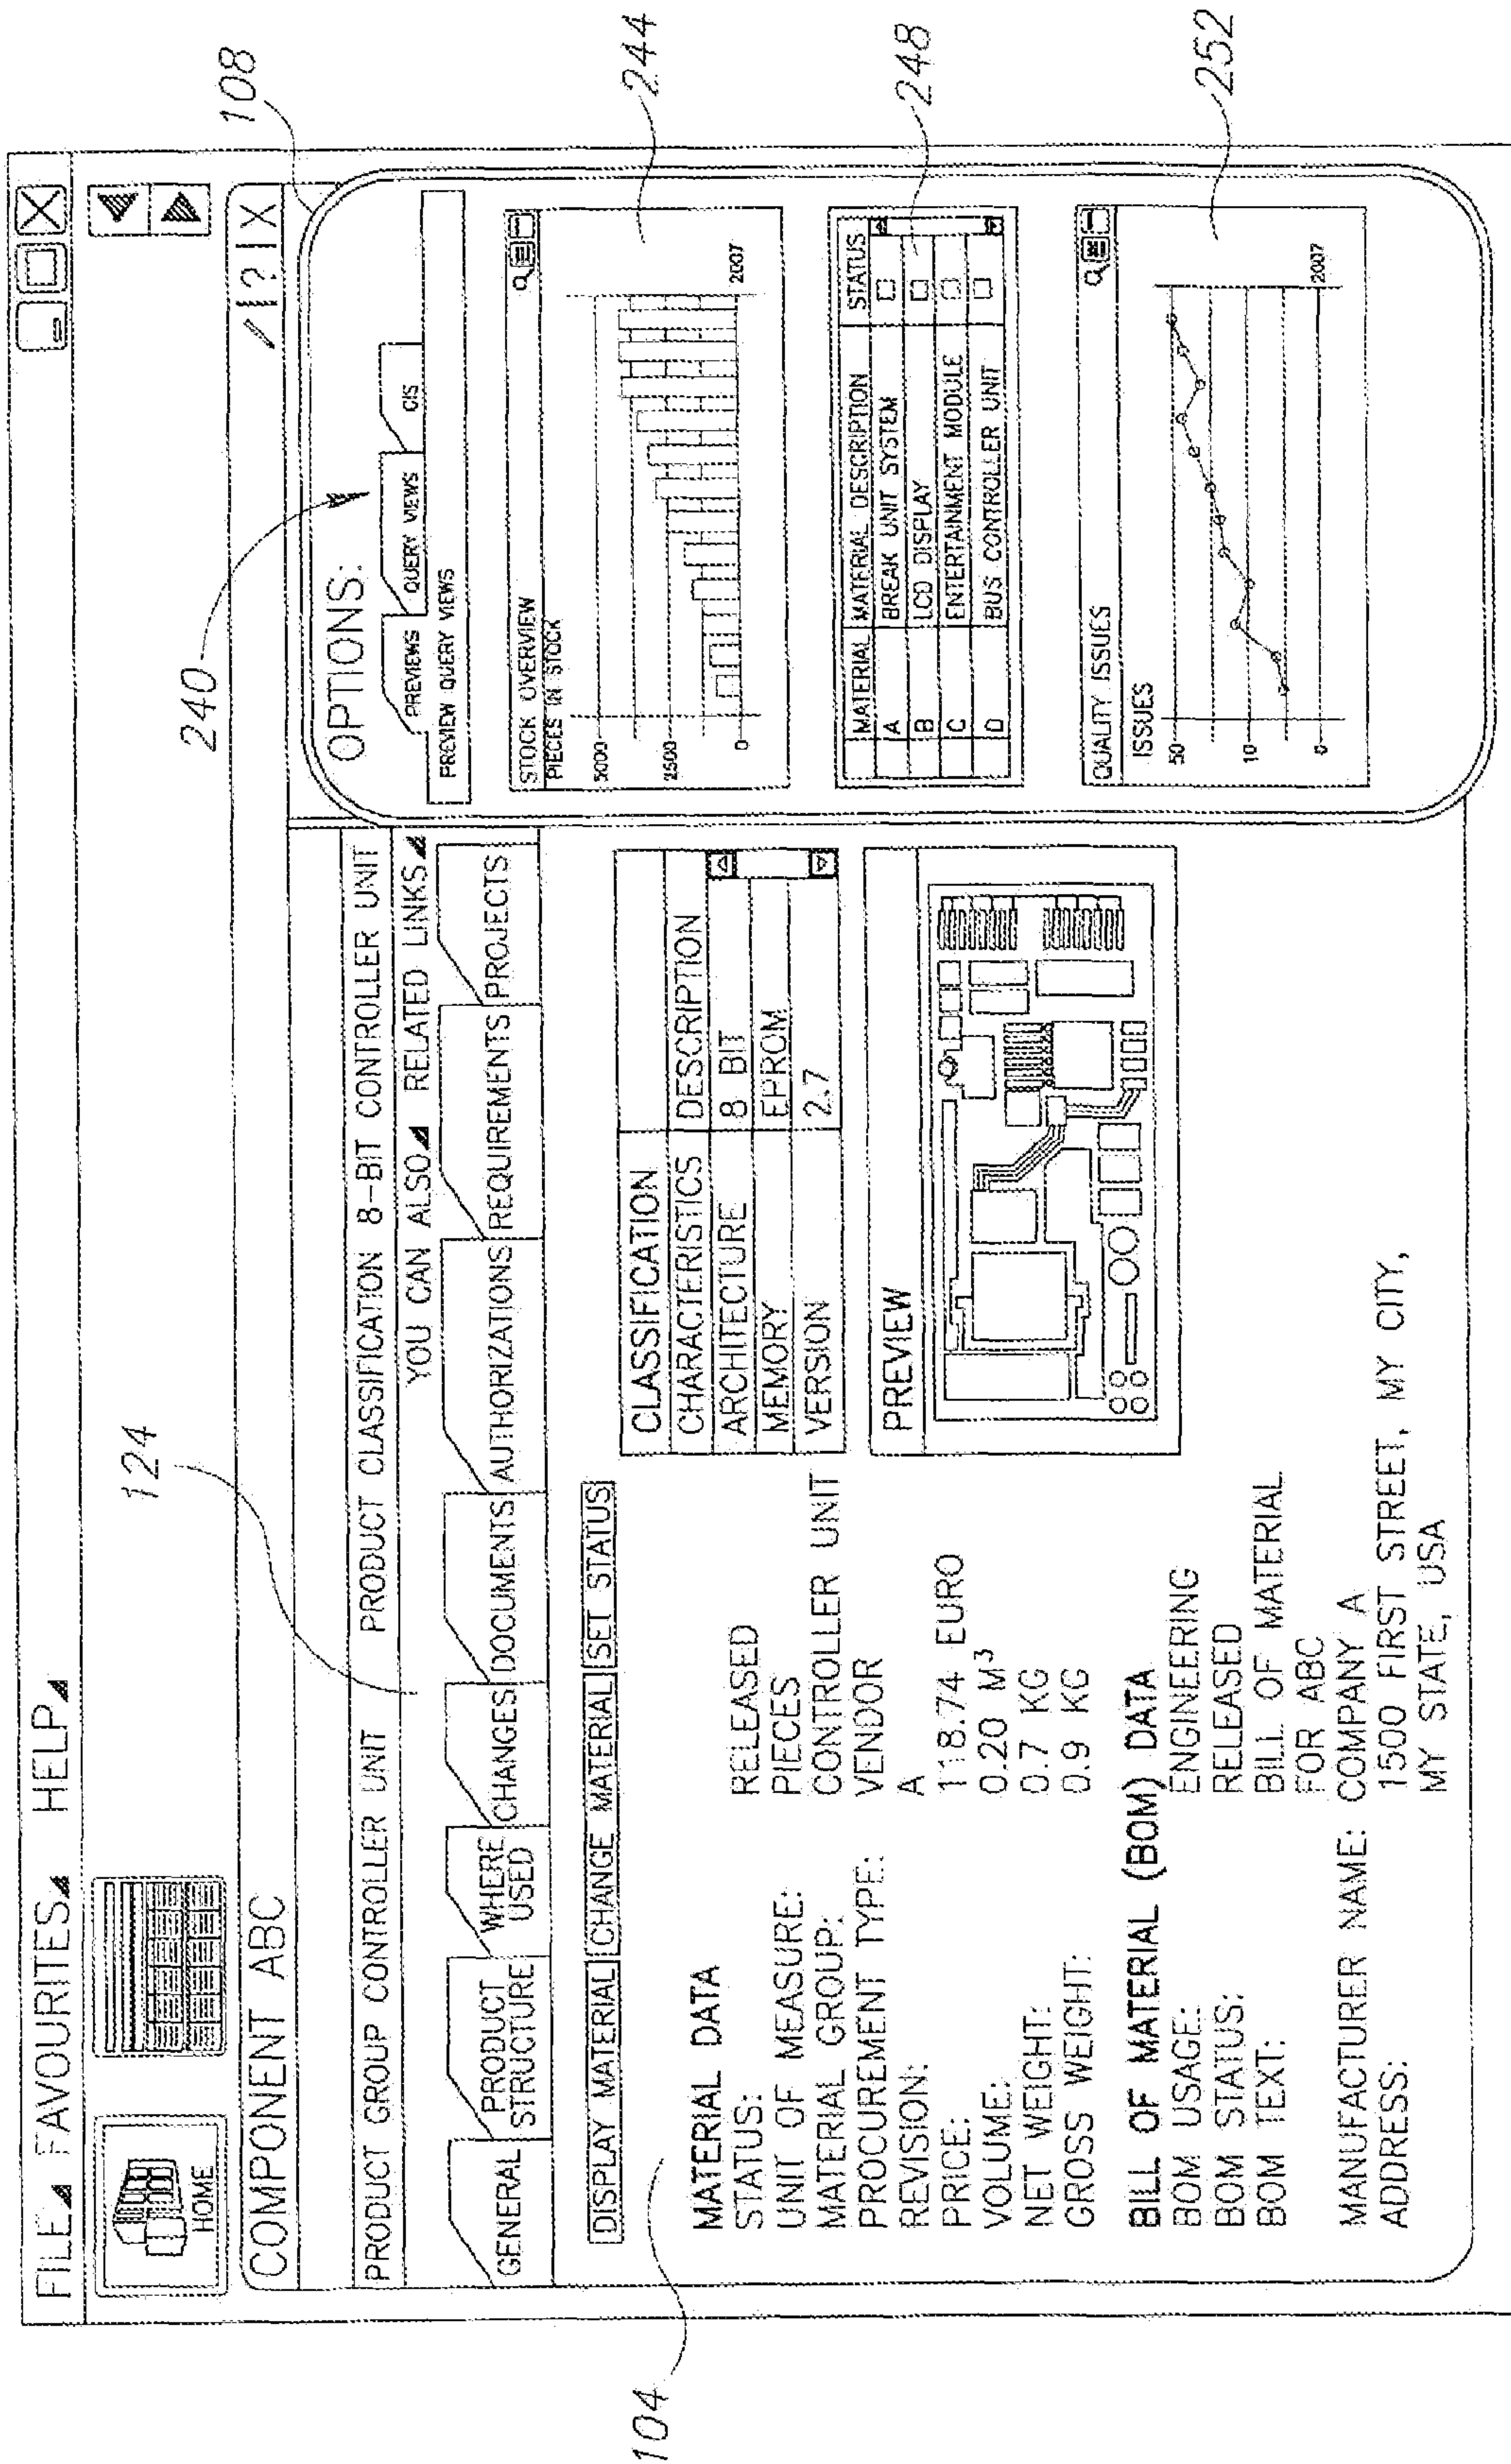 FILE FAVOURITES HELP
HOME
COMPONENT ABC
/ ? | X
PRODUCT GROUP CONTROLLER UNIT PRODUCT CLASSIFICATION 8-BIT CONTROLLER UNIT
YOU CAN ALSO RELATED LINKS
GENERAL
PRODUCT
STRUCTURE
WHERE
USED
CHANGES
DOCUMENTS
AUTHORIZATIONS
REQUIREMENTS
PROJECTS
DISPLAY MATERIAL CHANGE MATERIAL SET STATUS
MATERIAL DATA
STATUS: RELEASED
UNIT OF MEASURE: PIECES
MATERIAL GROUP: CONTROLLER UNIT
PROCUREMENT TYPE: VENDOR
REVISION: A
PRICE: 118.74 EURO
VOLUME: 0.20 M³
NET WEIGHT: 0.7 KG
GROSS WEIGHT: 0.9 KG
BILL OF MATERIAL (BOM) DATA
BOM USAGE: ENGINEERING
BOM STATUS: RELEASED
BOM TEXT: BILL OF MATERIAL
FOR ABC
MANUFACTURER NAME: COMPANY A
ADDRESS: 1500 FIRST STREET, MY CITY,
MY STATE, USA
CLASSIFICATION
CHARACTERISTICS DESCRIPTION
ARCHITECTURE 8 BIT
MEMORY EPROM
VERSION 2.7
PREVIEW
OPTIONS:
PREVIEWS QUERY VIEWS CIS
PREVIEW QUERY VIEWS
STOCK OVERVIEW
PIECES IN STOCK
5000
2500
0
2007
MATERIAL MATERIAL DESCRIPTION STATUS
A BREAK UNIT SYSTEM
B LCD DISPLAY
C ENTERTAINMENT MODULE
D BUS CONTROLLER UNIT
QUALITY ISSUES
ISSUES
50
10
0
2007
104
124
240
108
244
248
252